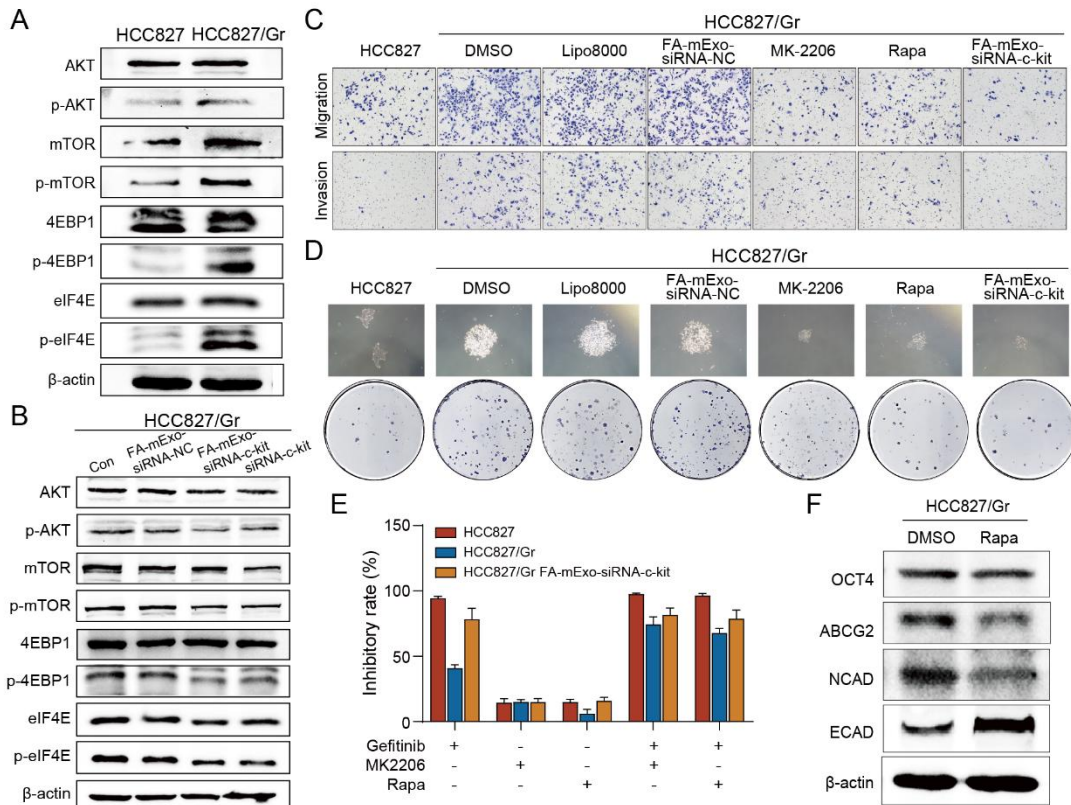 A
HCC827 HCC827/Gr
AKT
p-AKT
mTOR
p-mTOR
4EBP1
p-4EBP1
eIF4E
p-eIF4E
β-actin
B
HCC827/Gr
Con
FA-mExo-
siRNA-NC
FA-mExo-
siRNA-c-kit
siRNA-c-kit
AKT
p-AKT
mTOR
p-mTOR
4EBP1
p-4EBP1
eIF4E
p-eIF4E
β-actin
C
HCC827/Gr
HCC827 DMSO Lipo8000 FA-mExo-
siRNA-NC MK-2206 Rapa FA-mExo-
siRNA-c-kit
Migration
Invasion
D
HCC827/Gr
HCC827 DMSO Lipo8000 FA-mExo-
siRNA-NC MK-2206 Rapa FA-mExo-
siRNA-c-kit
E
Inhibitory rate (%)
150
100
50
0
HCC827
HCC827/Gr
HCC827/Gr FA-mExo-siRNA-c-kit
Gefitinib + - - + +
MK2206 - + - + -
Rapa - - + - +
F
HCC827/Gr
DMSO Rapa
OCT4
ABCG2
NCAD
ECAD
β-actin